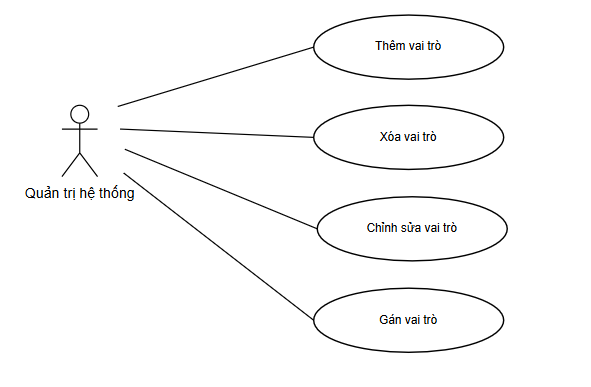 Thêm vai trò
Xóa vai trò
Quản trị hệ thống
Chỉnh sửa vai trò
Gán vai trò